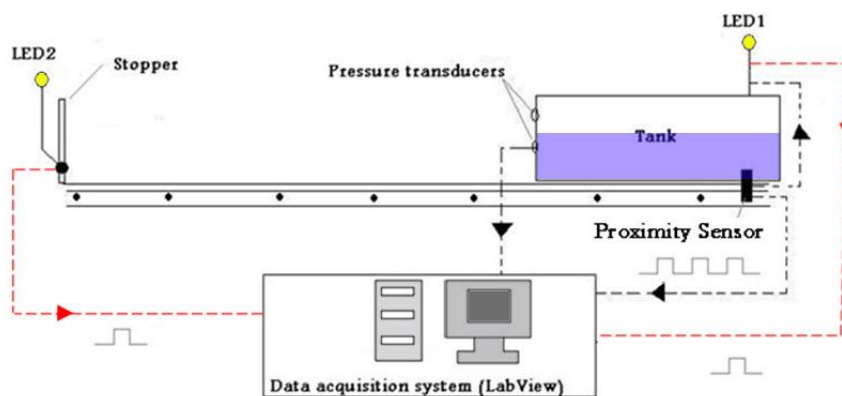 LED1
LED2
Stopper
Pressure transducers
Tank
Proximity Sensor
Data acquisition system (LabView)